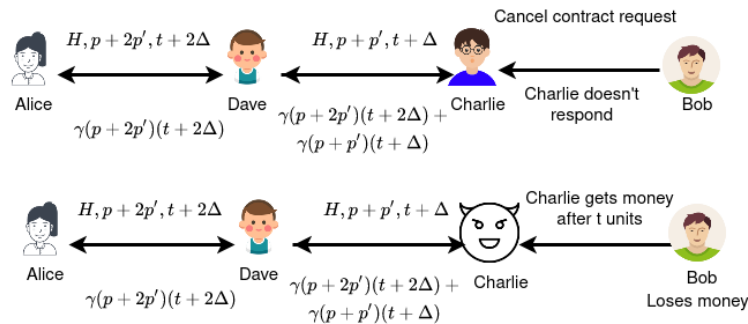 Cancel contract request
H, p + 2p′, t + 2Δ
H, p + p′, t + Δ
Alice
Dave
Charlie
Charlie doesn't
respond
Bob
γ(p + 2p′)(t + 2Δ)
γ(p + 2p′)(t + 2Δ) +
γ(p + p′)(t + Δ)
H, p + 2p′, t + 2Δ
H, p + p′, t + Δ
Charlie gets money
after t units
Alice
Dave
Charlie
Bob
Loses money
γ(p + 2p′)(t + 2Δ)
γ(p + 2p′)(t + 2Δ) +
γ(p + p′)(t + Δ)